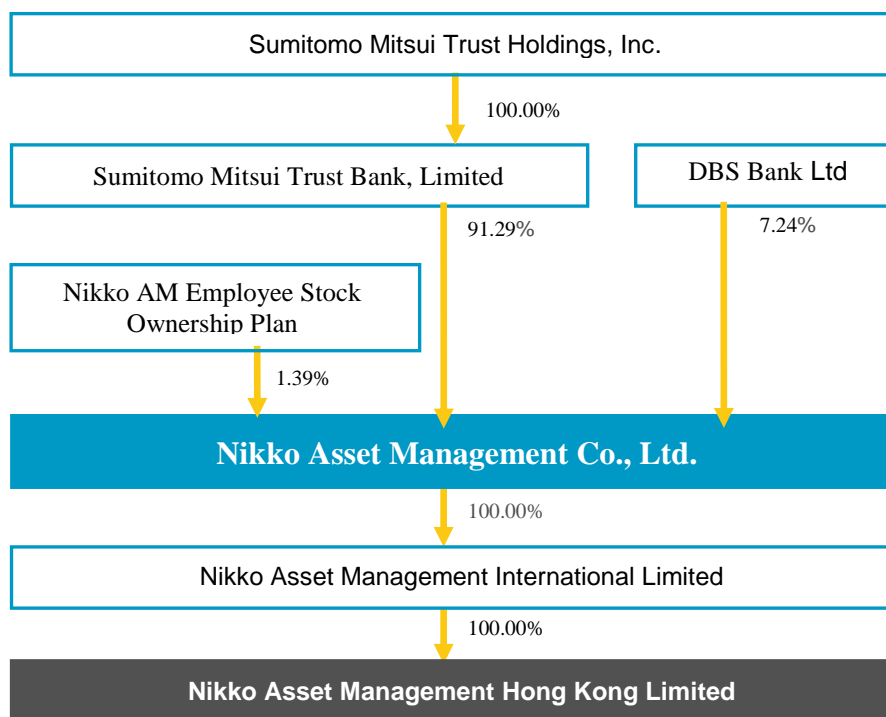 Sumitomo Mitsui Trust Holdings, Inc.
100.00%
Sumitomo Mitsui Trust Bank, Limited
DBS Bank Ltd
91.29%
7.24%
Nikko AM Employee Stock
Ownership Plan
1.39%
Nikko Asset Management Co., Ltd.
100.00%
Nikko Asset Management International Limited
100.00%
Nikko Asset Management Hong Kong Limited